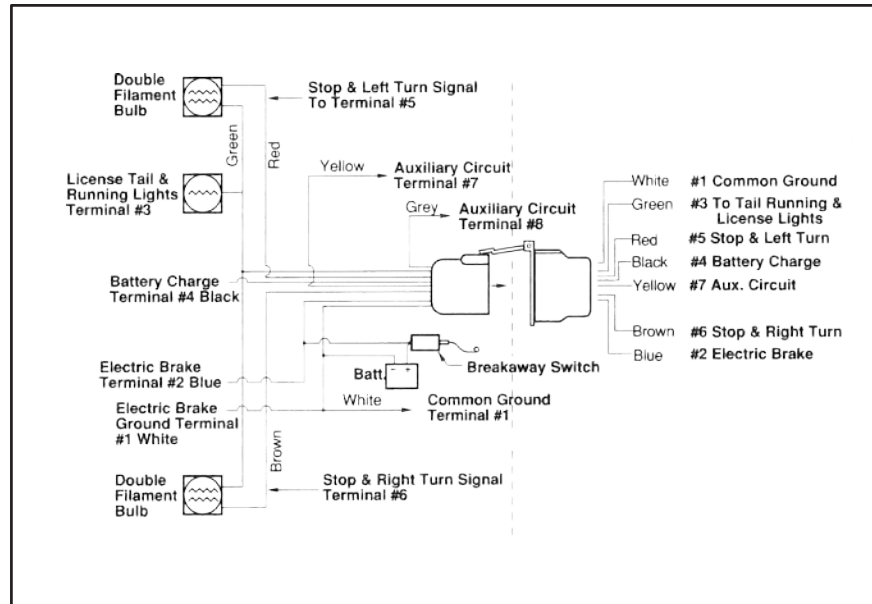 Double
Filament
Bulb
Stop & Left Turn Signal
To Terminal #5
Green
Red
License Tail &
Running Lights
Terminal #3
Yellow
Auxiliary Circuit
Terminal #7
Grey
Auxiliary Circuit
Terminal #8
Battery Charge
Terminal #4 Black
White #1 Common Ground
Green #3 To Tail Running &
License Lights
Red #5 Stop & Left Turn
Black #4 Battery Charge
Yellow #7 Aux. Circuit
Brown #6 Stop & Right Turn
Blue #2 Electric Brake
Electric Brake
Terminal #2 Blue
Batt.
- +
Breakaway Switch
Electric Brake
Ground Terminal
#1 White
White
Common Ground
Terminal #1
Brown
Double
Filament
Bulb
Stop & Right Turn Signal
Terminal #6